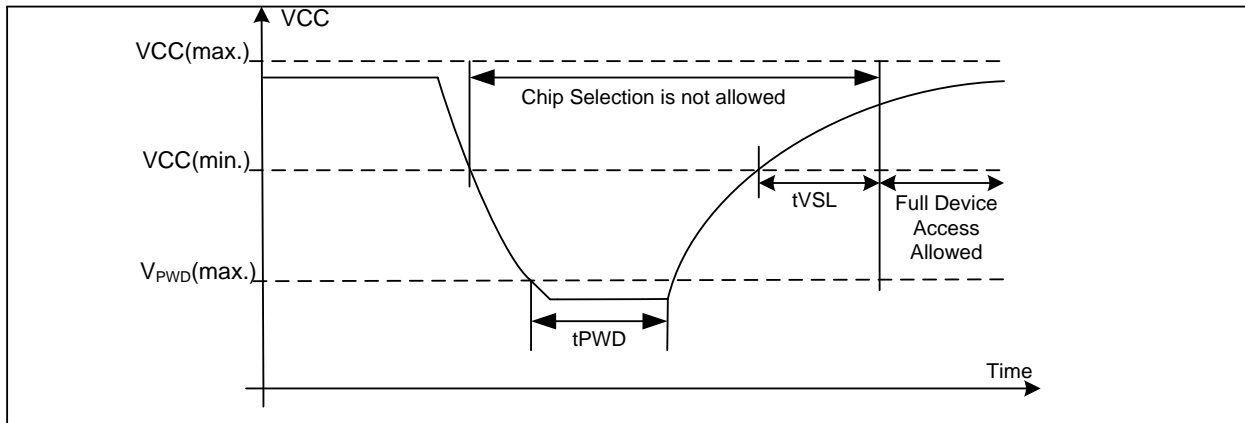 VCC
VCC(max.)
Chip Selection is not allowed
VCC(min.)
tVSL
Full Device
Access
Allowed
VPWD(max.)
tPWD
Time